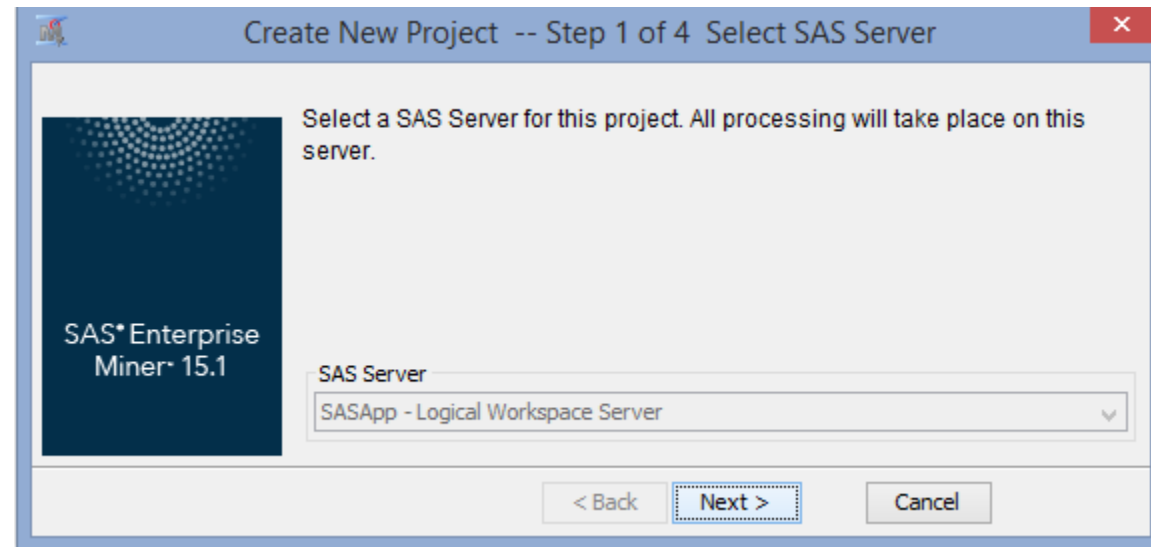 Create New Project -- Step 1 of 4 Select SAS Server
Select a SAS Server for this project. All processing will take place on this
server.
SAS® Enterprise
Miner™ 15.1
SAS Server
SASApp - Logical Workspace Server
< Back
Next >
Cancel